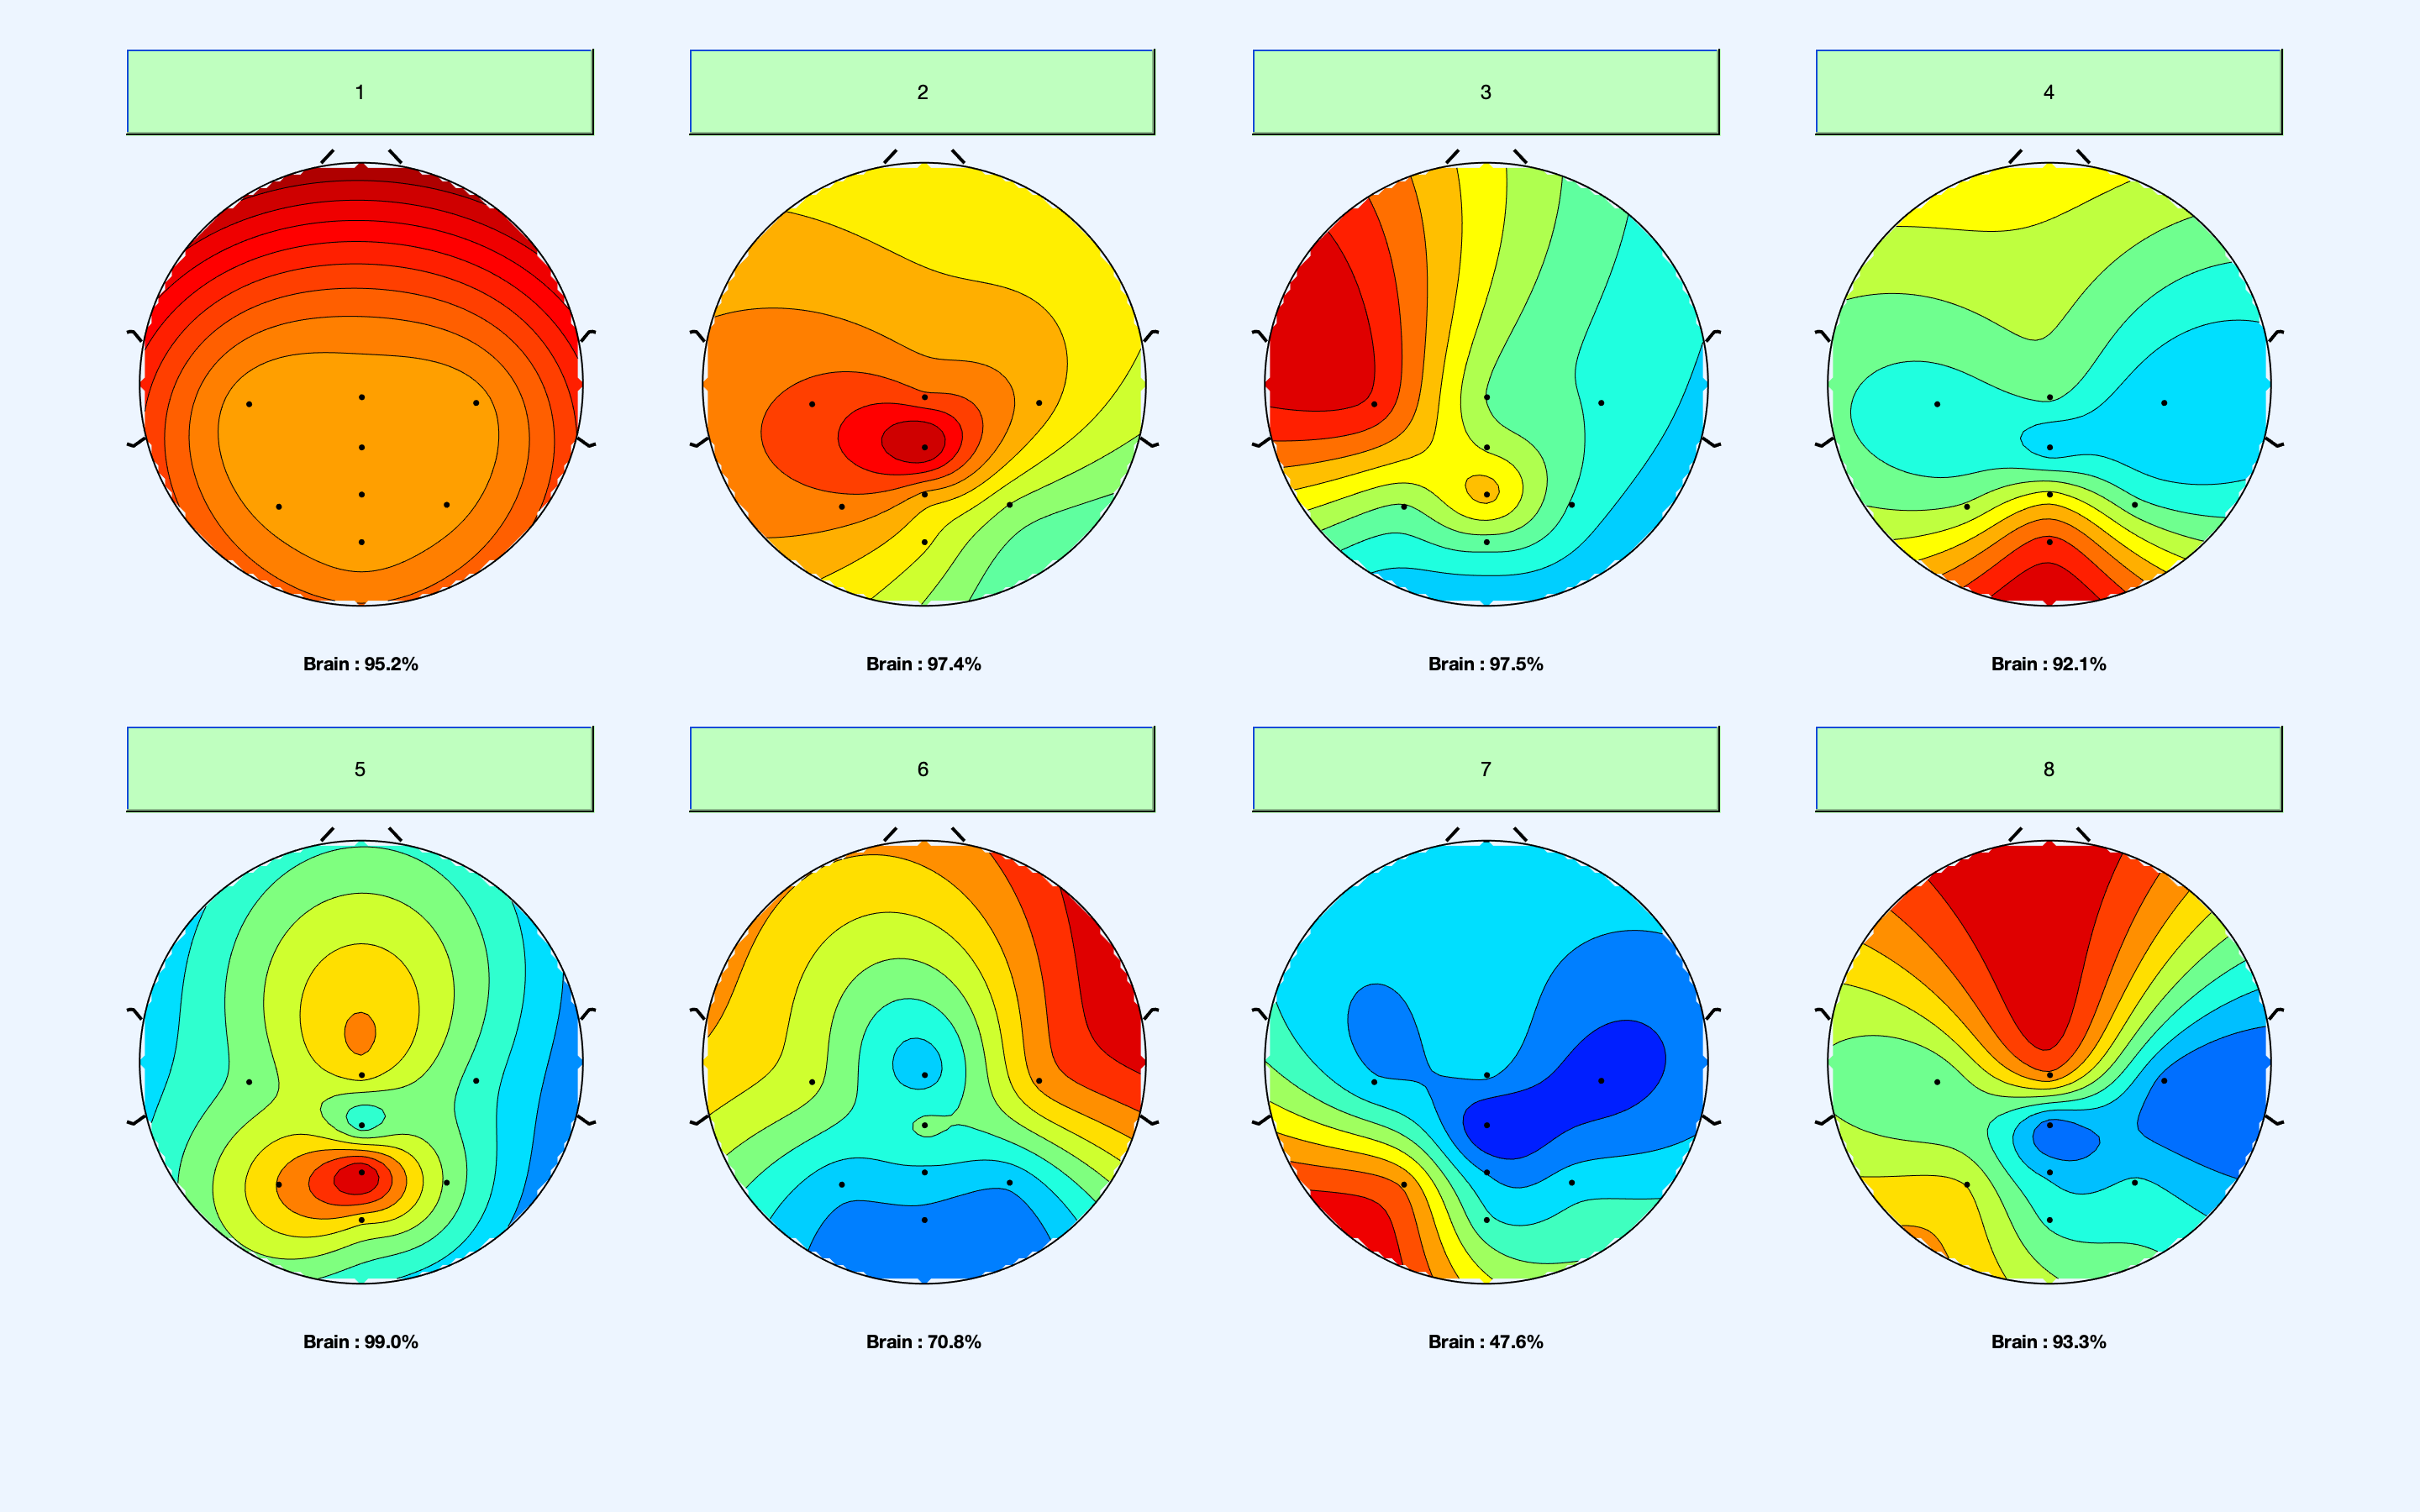 1
2
3
4
Brain : 95.2%
Brain : 97.4%
Brain : 97.5%
Brain : 92.1%
5
6
7
8
Brain : 99.0%
Brain : 70.8%
Brain : 47.6%
Brain : 93.3%